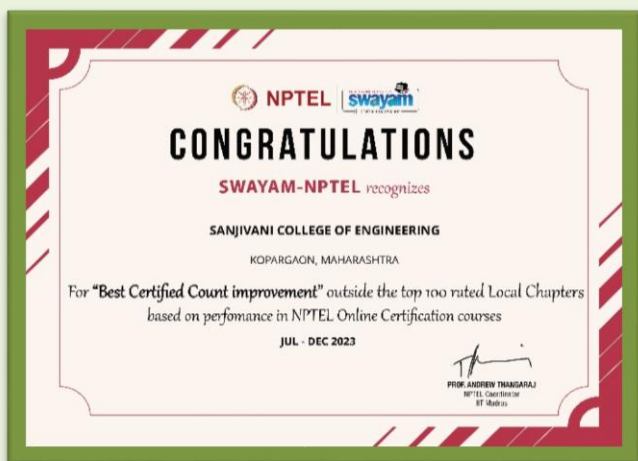 NPTEL swayam
CONGRATULATIONS
SWAYAM-NPTEL recognizes
SANJIVANI COLLEGE OF ENGINEERING
KOPARGAON, MAHARASHTRA
For "Best Certified Count improvement" outside the top 100 rated Local Chapters
based on perfomance in NPTEL Online Certification courses
JUL - DEC 2023
PROF. ANDREW THANGARAJ
NPTEL Coordinator
IIT Madras